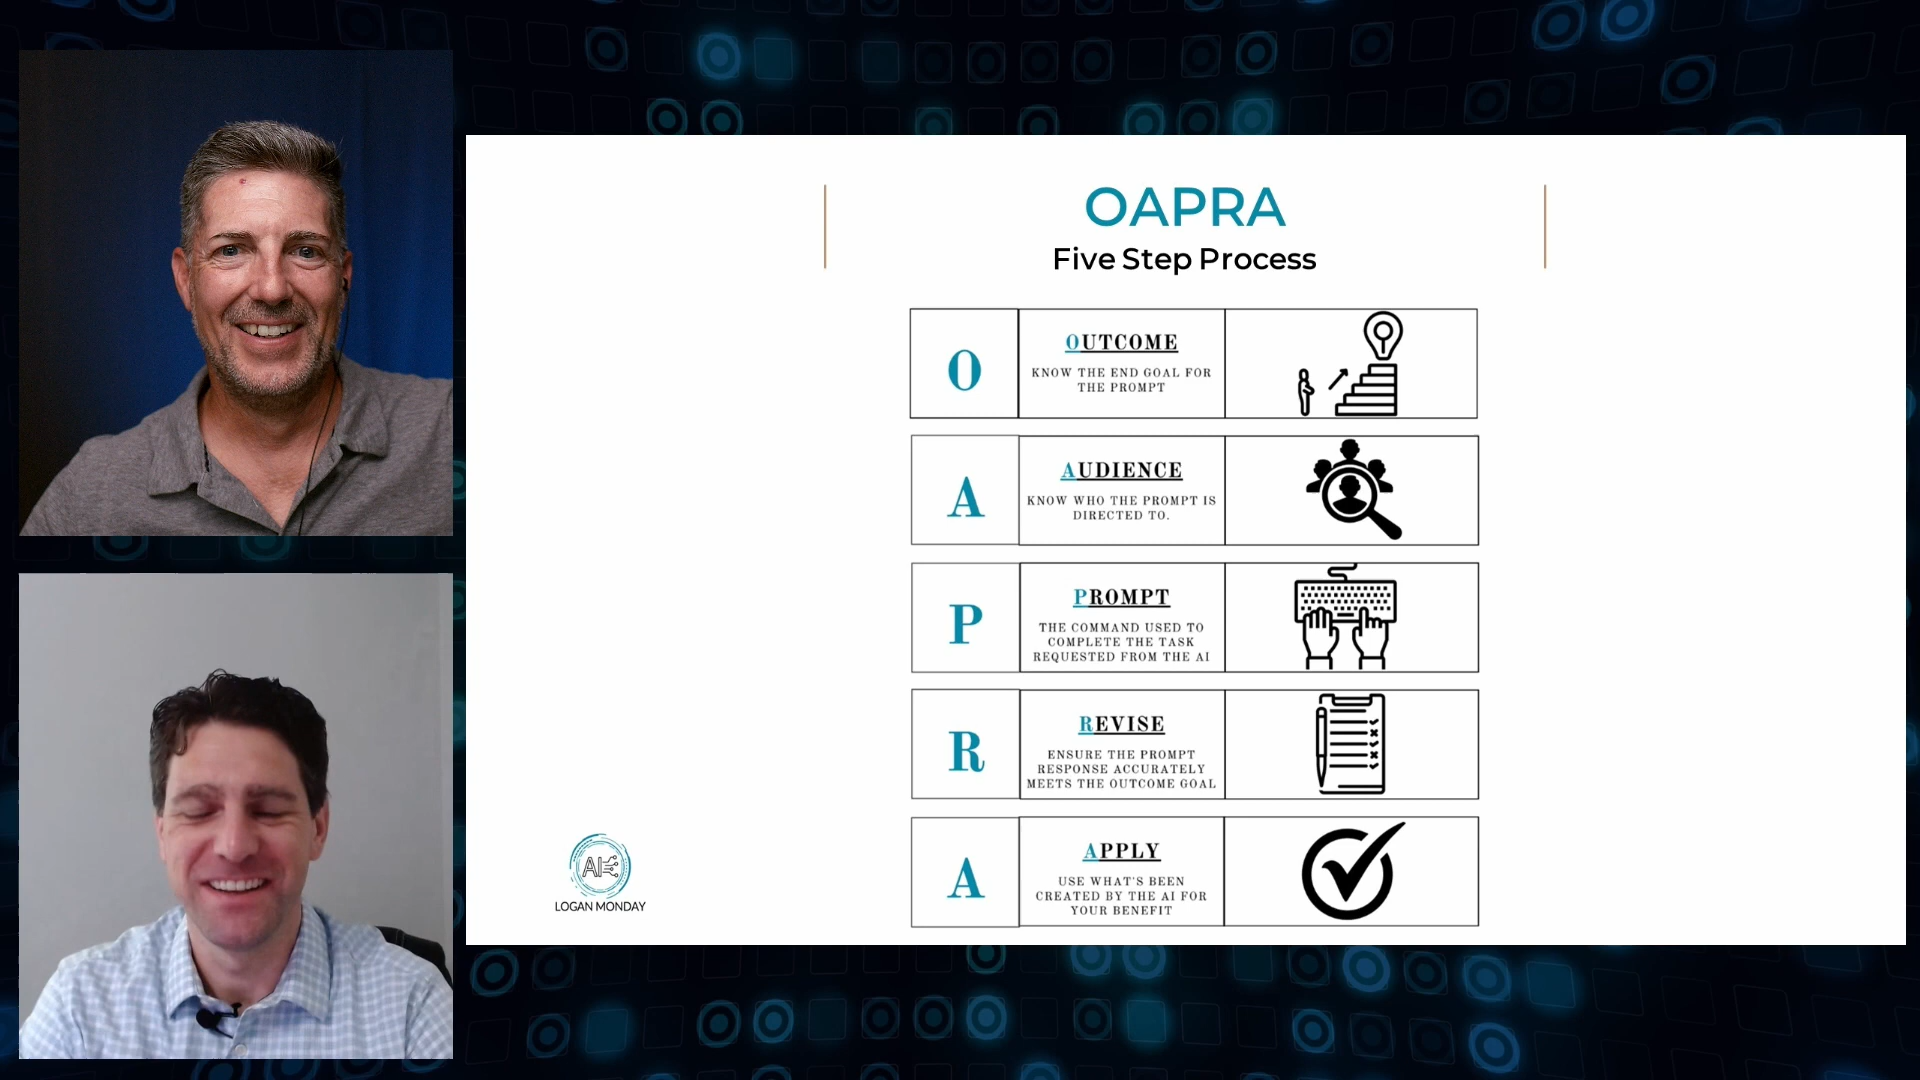 OAPRA
Five Step Process
O
OUTCOME
KNOW THE END GOAL FOR
THE PROMPT
A
AUDIENCE
KNOW WHO THE PROMPT IS
DIRECTED TO.
P
PROMPT
THE COMMAND USED TO
COMPLETE THE TASK
REQUESTED FROM THE AI
R
REVISE
ENSURE THE PROMPT
RESPONSE ACCURATELY
MEETS THE OUTCOME GOAL
A
APPLY
USE WHAT'S BEEN
CREATED BY THE AI FOR
YOUR BENEFIT
AI
LOGAN MONDAY